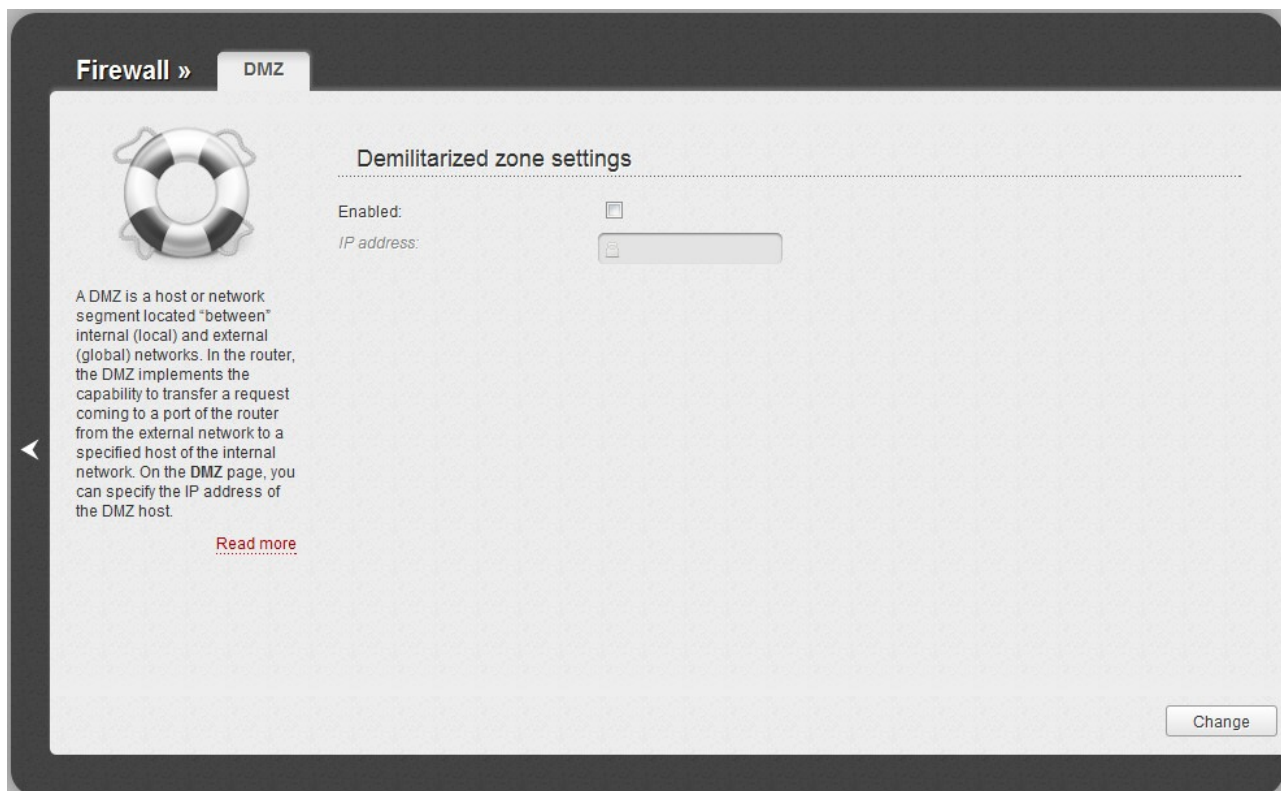 Firewall »
DMZ
Demilitarized zone settings
Enabled:
IP address:
A DMZ is a host or network
segment located “between”
internal (local) and external
(global) networks. In the router,
the DMZ implements the
capability to transfer a request
coming to a port of the router
from the external network to a
specified host of the internal
network. On the DMZ page, you
can specify the IP address of
the DMZ host.
Read more
Change